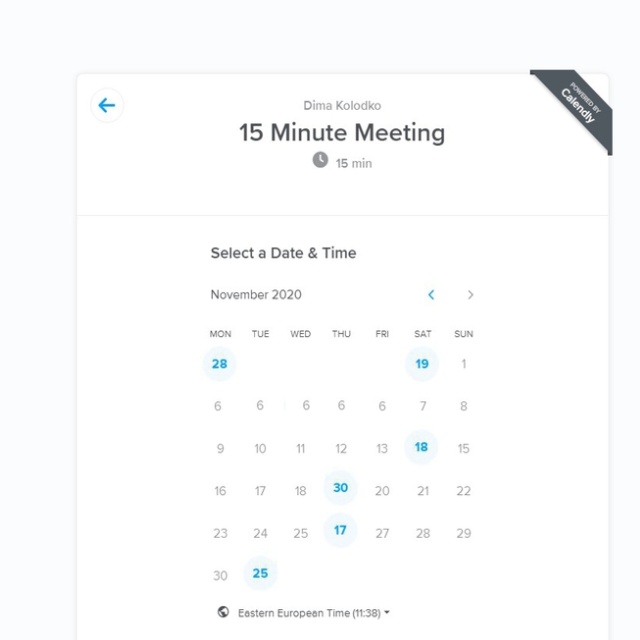 POWERED BY
Calendly
Dima Kolodko
15 Minute Meeting
15 min
Select a Date & Time
November 2020
MON TUE WED THU FRI SAT SUN
28 19 1
6 6 6 6 6 7 8
9 10 11 12 13 18 15
16 17 18 30 20 21 22
23 24 25 17 27 28 29
30 25
Eastern European Time (11:38)